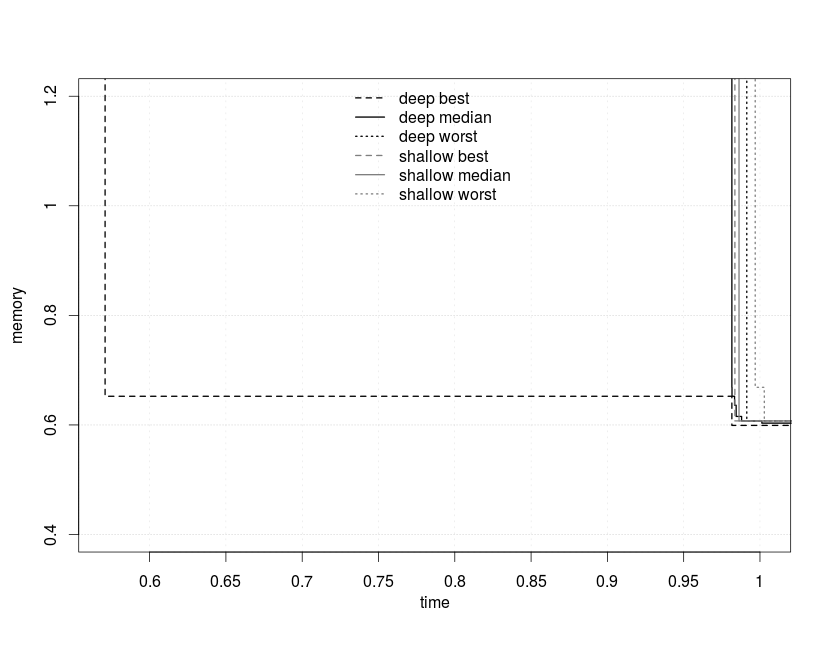 deep best
deep median
deep worst
shallow best
shallow median
shallow worst
memory
1.2
1
0.8
0.6
0.4
0.6 0.65 0.7 0.75 0.8 0.85 0.9 0.95 1
time